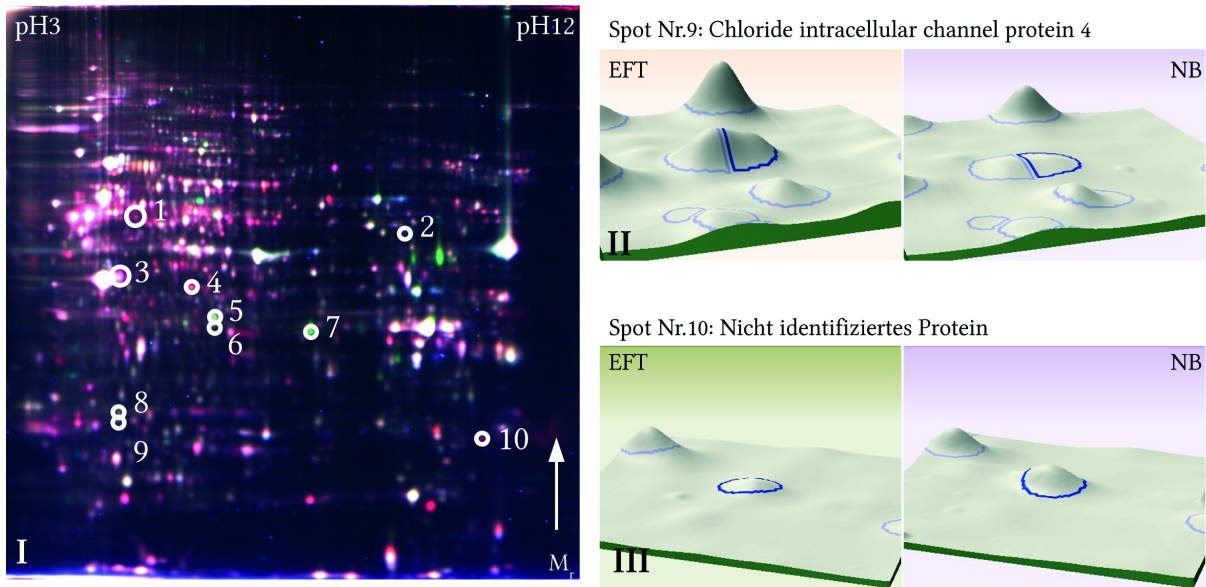 pH3
pH12
1
2
3
4
5
6
7
8
9
10
I
Mr
Spot Nr.9: Chloride intracellular channel protein 4
EFT
NB
II
Spot Nr.10: Nicht identifiziertes Protein
EFT
NB
III